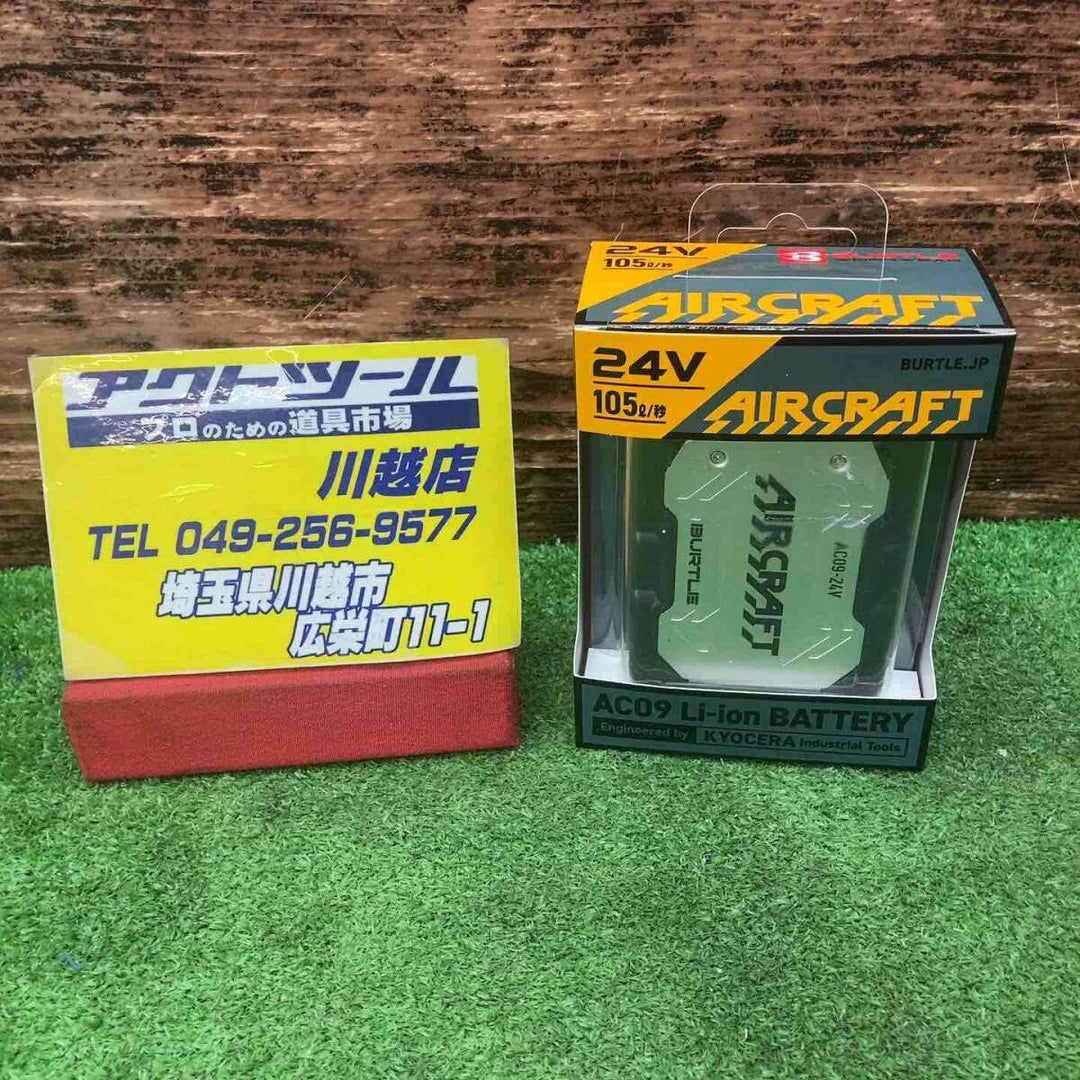 アクトツール
プロのための道具市場
川越店
TEL 049-256-9577
埼玉県川越市
広栄町11-1
24V
105ℓ/秒
BURTLE
AIRCRAFT
24V
105ℓ/秒
BURTLE.JP
AIRCRAFT
BURTLE
AIRCRAFT
AC09-24V
AC09 Li-ion BATTERY
Engineered by KYOCERA Industrial Tools